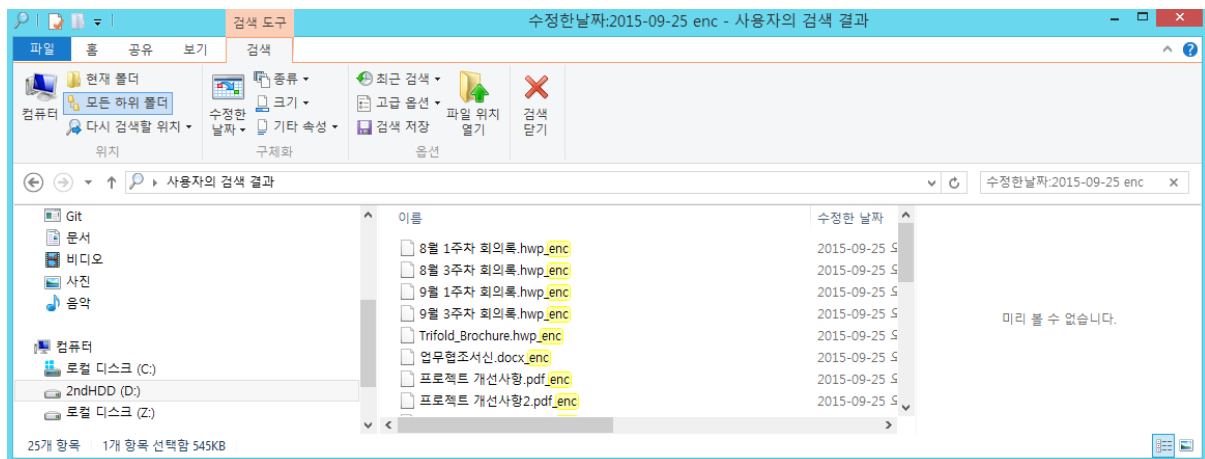 검색 도구
수정한날짜:2015-09-25 enc - 사용자의 검색 결과
파일 홈 공유 보기 검색
컴퓨터
현재 폴더
모든 하위 폴더
다시 검색할 위치
위치
수정한
날짜
종류
크기
기타 속성
구체화
최근 검색
고급 옵션
검색 저장
파일 위치
열기
옵션
검색
닫기
사용자의 검색 결과
수정한날짜:2015-09-25 enc
Git
문서
비디오
사진
음악
컴퓨터
로컬 디스크 (C:)
2ndHDD (D:)
로컬 디스크 (Z:)
이름 수정한 날짜
8월 1주차 회의록.hwp_enc 2015-09-25
8월 3주차 회의록.hwp_enc 2015-09-25
9월 1주차 회의록.hwp_enc 2015-09-25
9월 3주차 회의록.hwp_enc 2015-09-25
Trifold_Brochure.hwp_enc 2015-09-25
업무협조서신.docx_enc 2015-09-25
프로젝트 개선사항.pdf_enc 2015-09-25
프로젝트 개선사항2.pdf_enc 2015-09-25
미리 볼 수 없습니다.
25개 항목 1개 항목 선택함 545KB